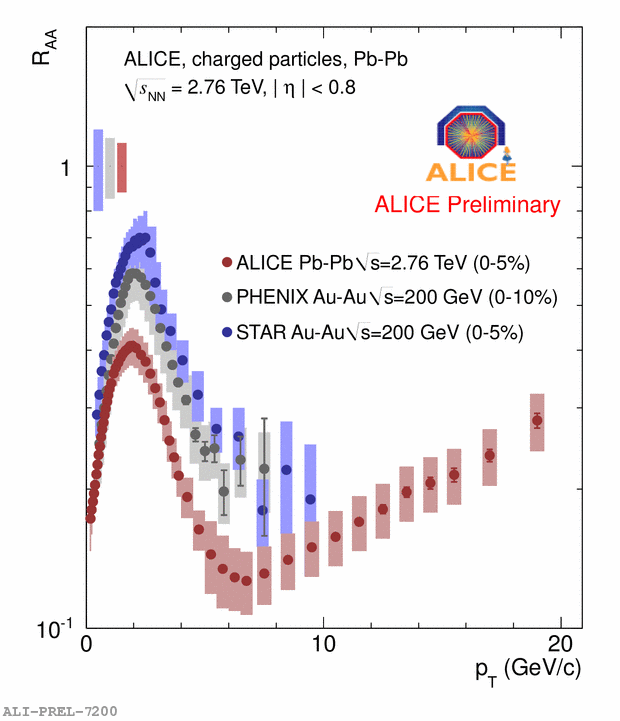 R_AA
ALICE, charged particles, Pb-Pb
√s_NN = 2.76 TeV, | η | < 0.8
1
ALICE
ALICE Preliminary
ALICE Pb-Pb√s=2.76 TeV (0-5%)
PHENIX Au-Au√s=200 GeV (0-10%)
STAR Au-Au√s=200 GeV (0-5%)
10⁻¹
0 10 20
p_T (GeV/c)
ALI-PREL-7200